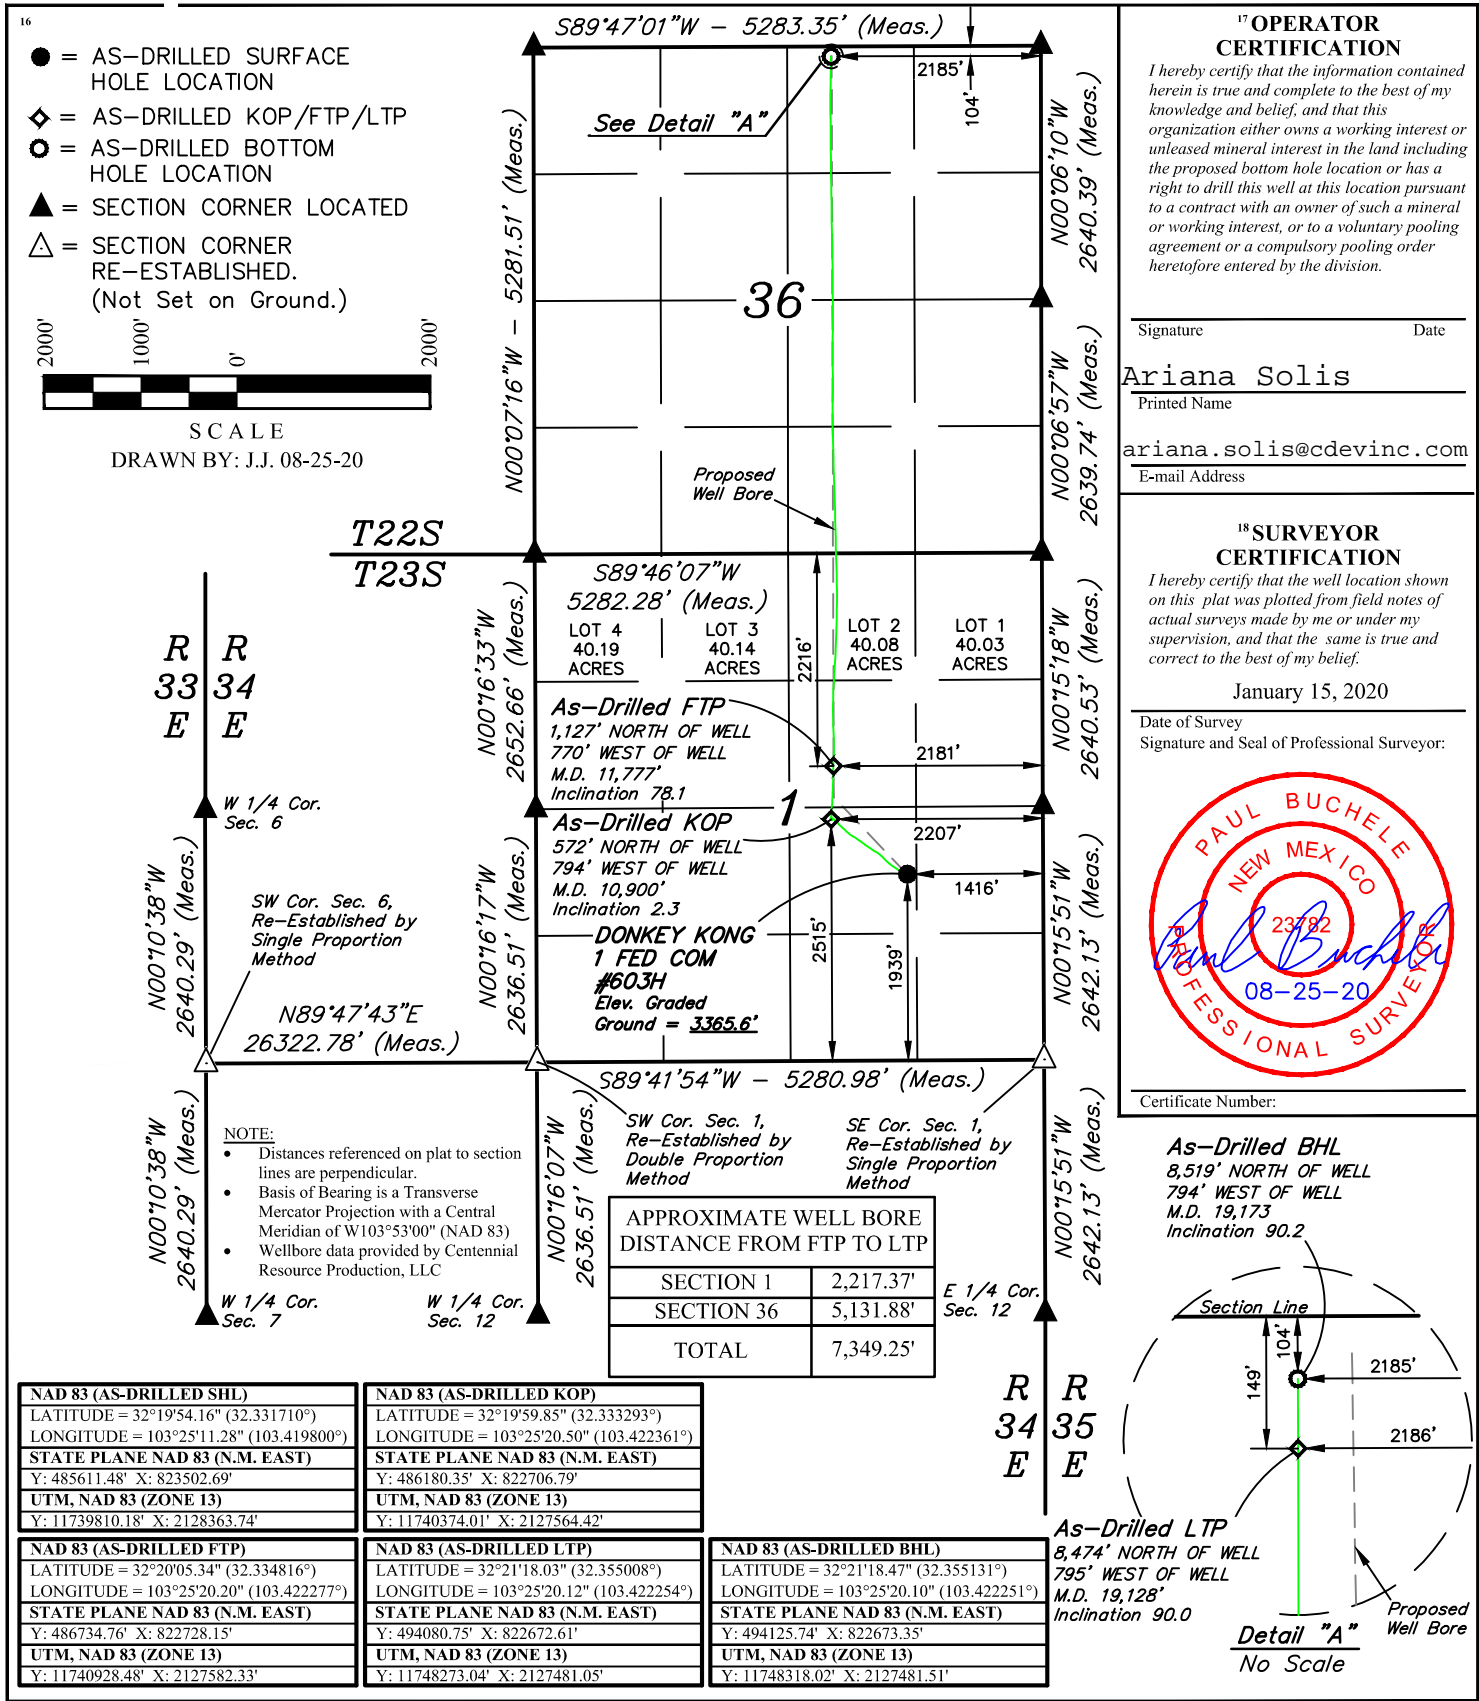 16
● = AS-DRILLED SURFACE
HOLE LOCATION
= AS-DRILLED KOP/FTP/LTP
= AS-DRILLED BOTTOM
HOLE LOCATION
▲ = SECTION CORNER LOCATED
△ = SECTION CORNER
RE-ESTABLISHED.
(Not Set on Ground.)
2000'
1000'
0'
2000'
SCALE
DRAWN BY: J.J. 08-25-20
S89°47'01"W - 5283.35' (Meas.)
2185'
104'
See Detail "A"
N00°07'16"W - 5281.51' (Meas.)
N00°06'10"W
2640.39' (Meas.)
36
N00°06'57"W
2639.74' (Meas.)
Proposed
Well Bore
T22S
T23S
S89°46'07"W
5282.28' (Meas.)
LOT 4
40.19
ACRES
LOT 3
40.14
ACRES
2216'
LOT 2
40.08
ACRES
LOT 1
40.03
ACRES
R R
33 34
E E
N00°16'33"W
2652.66' (Meas.)
N00°15'18"W
2640.53' (Meas.)
As-Drilled FTP
1,127' NORTH OF WELL
770' WEST OF WELL
M.D. 11,777'
Inclination 78.1
2181'
W 1/4 Cor.
Sec. 6
1
As-Drilled KOP
572' NORTH OF WELL
794' WEST OF WELL
M.D. 10,900'
Inclination 2.3
2207'
1416'
N00°10'38"W
2640.29' (Meas.)
SW Cor. Sec. 6,
Re-Established by
Single Proportion
Method
N00°16'17"W
2636.51' (Meas.)
DONKEY KONG
1 FED COM
#603H
Elev. Graded
Ground = 3365.6'
2515'
1939'
N00°15'51"W
2642.13' (Meas.)
N89°47'43"E
26322.78' (Meas.)
S89°41'54"W - 5280.98' (Meas.)
SW Cor. Sec. 1,
Re-Established by
Double Proportion
Method
SE Cor. Sec. 1,
Re-Established by
Single Proportion
Method
N00°10'38"W
2640.29' (Meas.)
NOTE:
• Distances referenced on plat to section
lines are perpendicular.
• Basis of Bearing is a Transverse
Mercator Projection with a Central
Meridian of W103°53'00" (NAD 83)
• Wellbore data provided by Centennial
Resource Production, LLC
N00°16'07"W
2636.51' (Meas.)
N00°15'51"W
2642.13' (Meas.)
W 1/4 Cor.
Sec. 7
W 1/4 Cor.
Sec. 12
E 1/4 Cor.
Sec. 12
APPROXIMATE WELL BORE
DISTANCE FROM FTP TO LTP
SECTION 1 2,217.37'
SECTION 36 5,131.88'
TOTAL 7,349.25'
R R
34 35
E E
17 OPERATOR
CERTIFICATION
I hereby certify that the information contained
herein is true and complete to the best of my
knowledge and belief, and that this
organization either owns a working interest or
unleased mineral interest in the land including
the proposed bottom hole location or has a
right to drill this well at this location pursuant
to a contract with an owner of such a mineral
or working interest, or to a voluntary pooling
agreement or a compulsory pooling order
heretofore entered by the division.
Signature Date
Ariana Solis
Printed Name
ariana.solis@cdevinc.com
E-mail Address
18 SURVEYOR
CERTIFICATION
I hereby certify that the well location shown
on this plat was plotted from field notes of
actual surveys made by me or under my
supervision, and that the same is true and
correct to the best of my belief.
January 15, 2020
Date of Survey
Signature and Seal of Professional Surveyor:
PAUL BUCHELE
NEW MEXICO
23782
Paul Buchele
08-25-20
PROFESSIONAL SURVEYOR
Certificate Number:
As-Drilled BHL
8,519' NORTH OF WELL
794' WEST OF WELL
M.D. 19,173
Inclination 90.2
Section Line
104'
149'
2185'
2186'
As-Drilled LTP
8,474' NORTH OF WELL
795' WEST OF WELL
M.D. 19,128'
Inclination 90.0
Proposed
Well Bore
Detail "A"
No Scale
NAD 83 (AS-DRILLED SHL)
LATITUDE = 32°19'54.16" (32.331710°)
LONGITUDE = 103°25'11.28" (103.419800°)
STATE PLANE NAD 83 (N.M. EAST)
Y: 485611.48' X: 823502.69'
UTM, NAD 83 (ZONE 13)
Y: 11739810.18' X: 2128363.74'
NAD 83 (AS-DRILLED KOP)
LATITUDE = 32°19'59.85" (32.333293°)
LONGITUDE = 103°25'20.50" (103.422361°)
STATE PLANE NAD 83 (N.M. EAST)
Y: 486180.35' X: 822706.79'
UTM, NAD 83 (ZONE 13)
Y: 11740374.01' X: 2127564.42'
NAD 83 (AS-DRILLED FTP)
LATITUDE = 32°20'05.34" (32.334816°)
LONGITUDE = 103°25'20.20" (103.422277°)
STATE PLANE NAD 83 (N.M. EAST)
Y: 486734.76' X: 822728.15'
UTM, NAD 83 (ZONE 13)
Y: 11740928.48' X: 2127582.33'
NAD 83 (AS-DRILLED LTP)
LATITUDE = 32°21'18.03" (32.355008°)
LONGITUDE = 103°25'20.12" (103.422254°)
STATE PLANE NAD 83 (N.M. EAST)
Y: 494080.75' X: 822672.61'
UTM, NAD 83 (ZONE 13)
Y: 11748273.04' X: 2127481.05'
NAD 83 (AS-DRILLED BHL)
LATITUDE = 32°21'18.47" (32.355131°)
LONGITUDE = 103°25'20.10" (103.422251°)
STATE PLANE NAD 83 (N.M. EAST)
Y: 494125.74' X: 822673.35'
UTM, NAD 83 (ZONE 13)
Y: 11748318.02' X: 2127481.51'